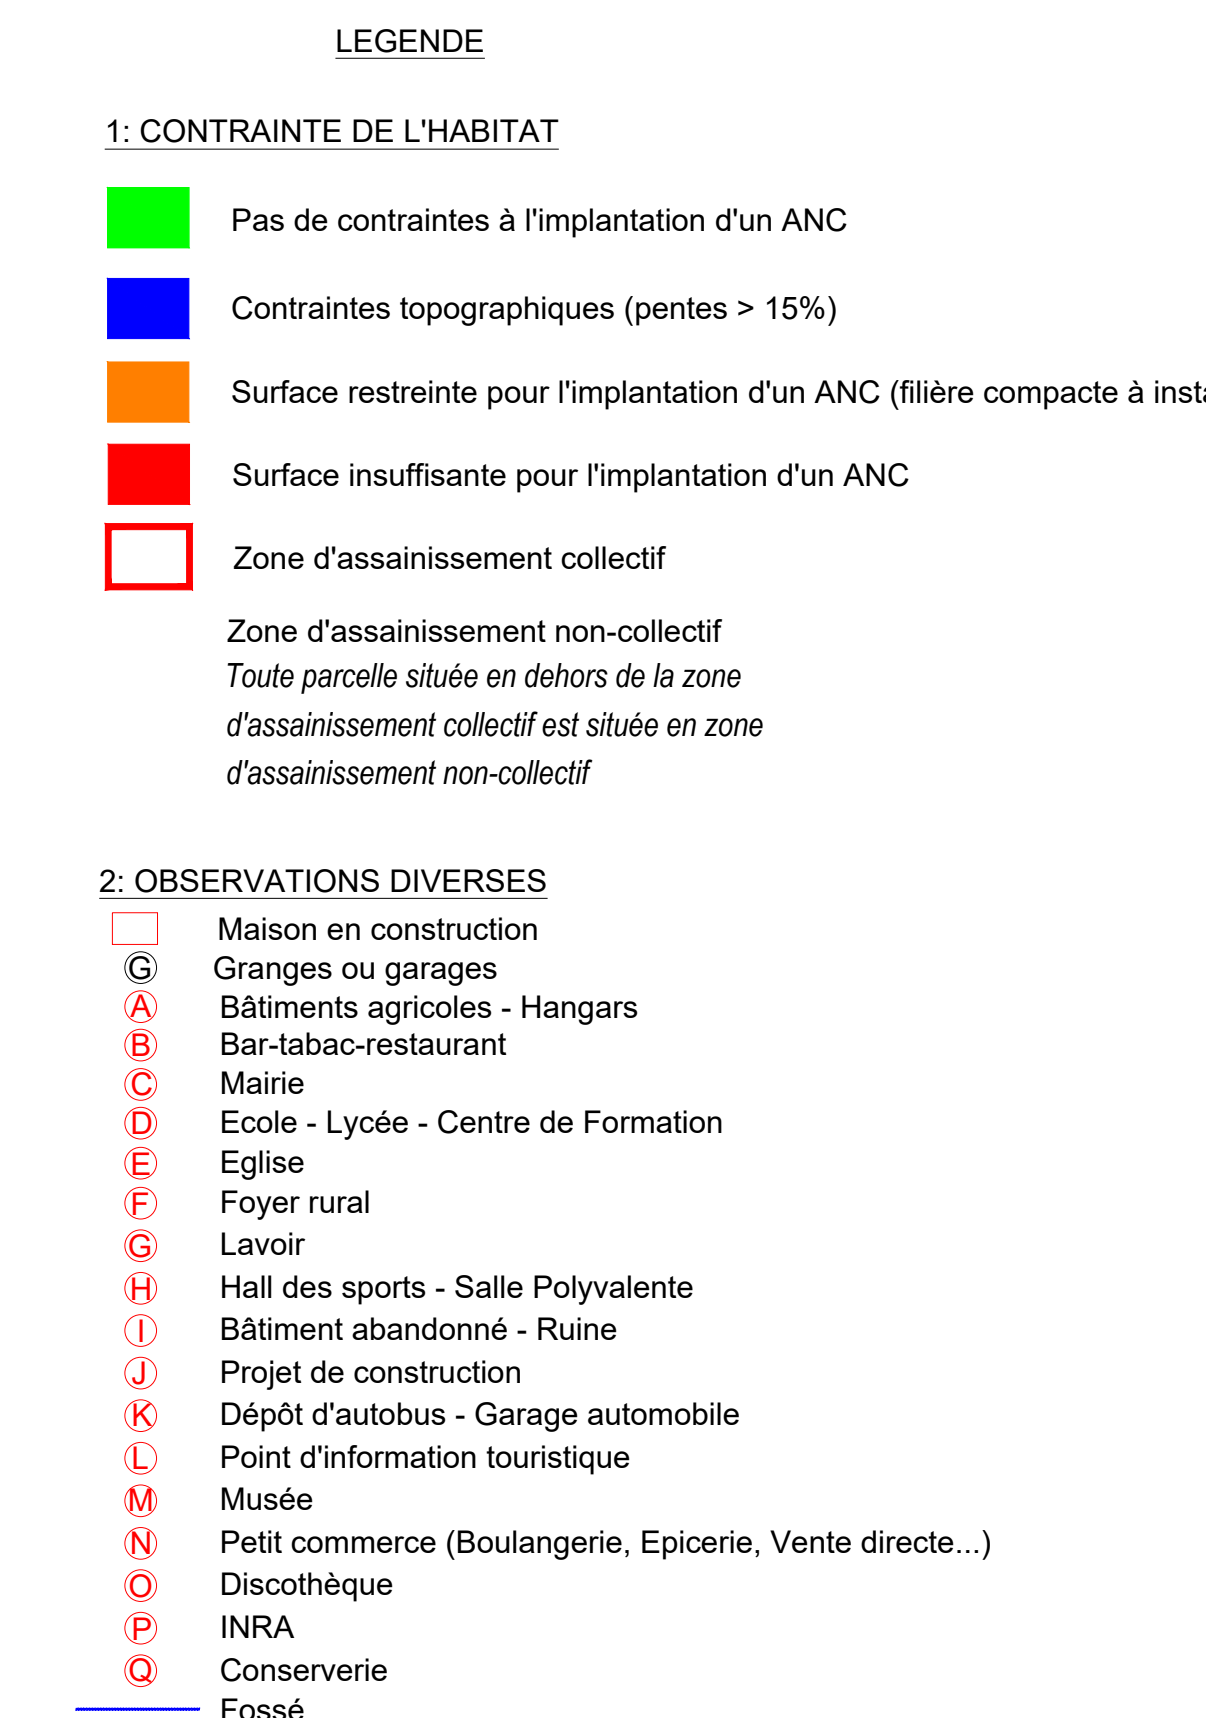 LEGENDE
1: CONTRAINTE DE L'HABITAT
Pas de contraintes à l'implantation d'un ANC
Contraintes topographiques (pentes > 15%)
Surface restreinte pour l'implantation d'un ANC (filière compacte à
Surface insuffisante pour l'implantation d'un ANC
Zone d'assainissement collectif
Zone d'assainissement non-collectif
Toute parcelle située en dehors de la zone
d'assainissement collectif est située en zone
d'assainissement non-collectif
2: OBSERVATIONS DIVERSES
Maison en construction
G Granges ou garages
A Bâtiments agricoles - Hangars
B Bar-tabac-restaurant
C Mairie
D Ecole - Lycée - Centre de Formation
E Eglise
F Foyer rural
G Lavoir
H Hall des sports - Salle Polyvalente
I Bâtiment abandonné - Ruine
J Projet de construction
K Dépôt d'autobus - Garage automobile
L Point d'information touristique
M Musée
N Petit commerce (Boulangerie, Epicerie, Vente directe...)
O Discothèque
P INRA
Q Conserverie
Fossé